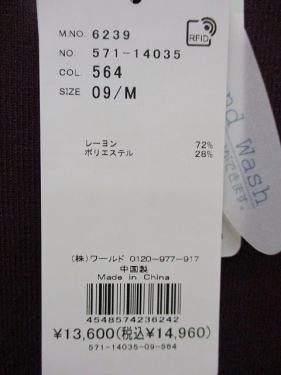 M.NO. 6239
NO. 571-14035
COL. 564
SIZE 09/M
RFID
レーヨン 72%
ポリエステル 28%
nd Wash
(株)ワールド 0120-977-917
中国製
Made in China
4548574236242
¥13,600(税込¥14,960)
571-14035-09-564